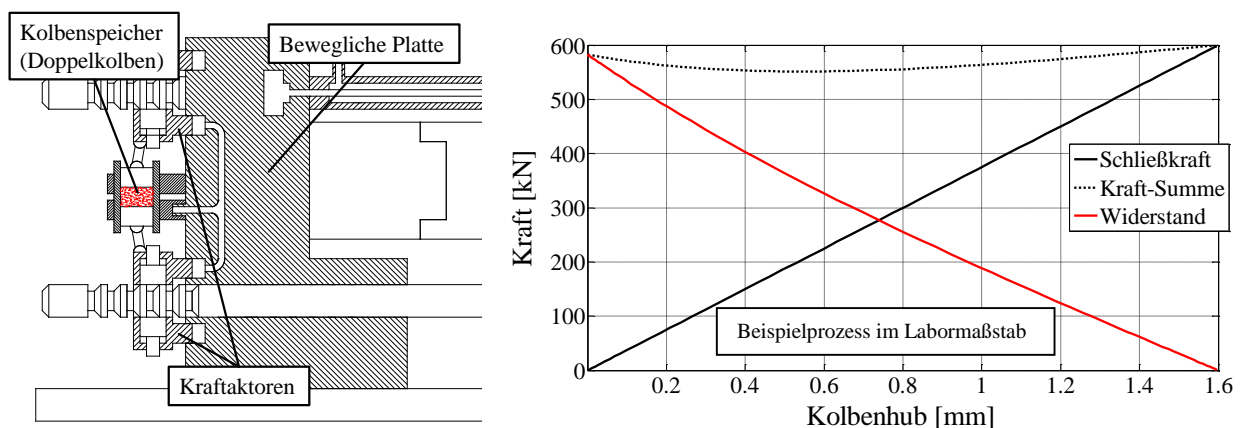 Kolbenspeicher
(Doppelkolben)
Bewegliche Platte
Kraftaktoren
600
500
400
300
200
100
0
Kraft [kN]
Schließkraft
Kraft-Summe
Widerstand
Beispielprozess im Labormaßstab
0.2 0.4 0.6 0.8 1 1.2 1.4 1.6
Kolbenhub [mm]